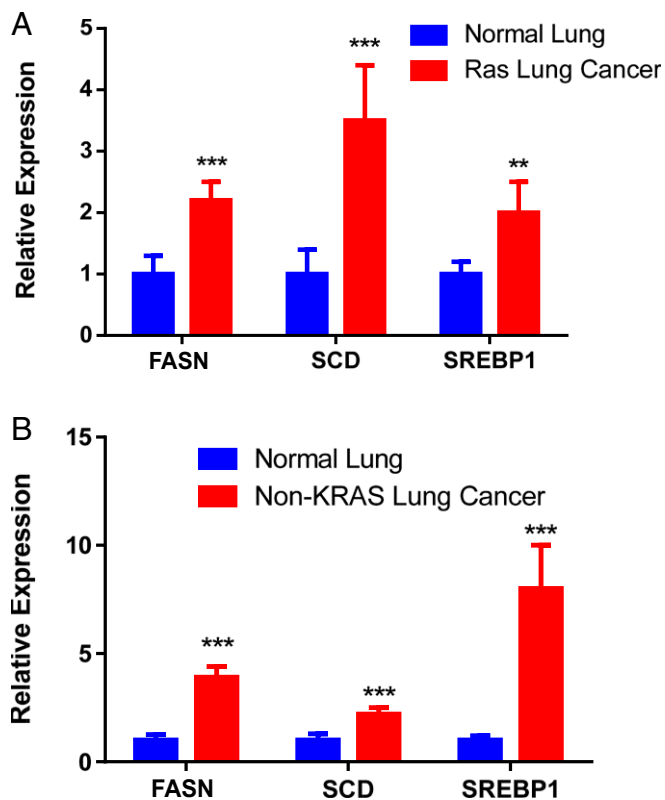 A
Normal Lung
Ras Lung Cancer
Relative Expression
5
4
3
2
1
0
***
***
**
FASN SCD SREBP1
B
Normal Lung
Non-KRAS Lung Cancer
Relative Expression
15
10
5
0
***
***
***
FASN SCD SREBP1